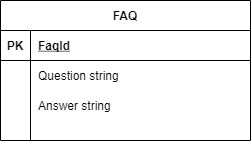 FAQ
PK FaqId
Question string
Answer string